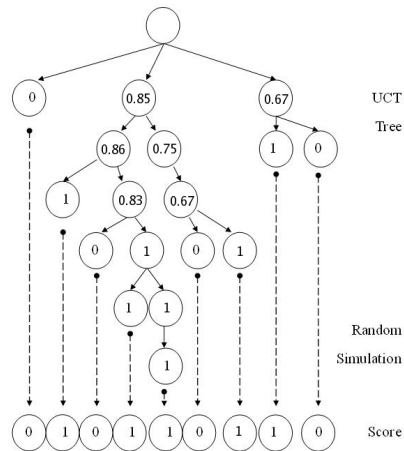 0 0.85 0.67 UCT
Tree
0.86 0.75 1 0
1 0.83 0.67
0 1 0 1
1 1
Random
1 Simulation
0 1 0 1 1 0 1 1 0 Score